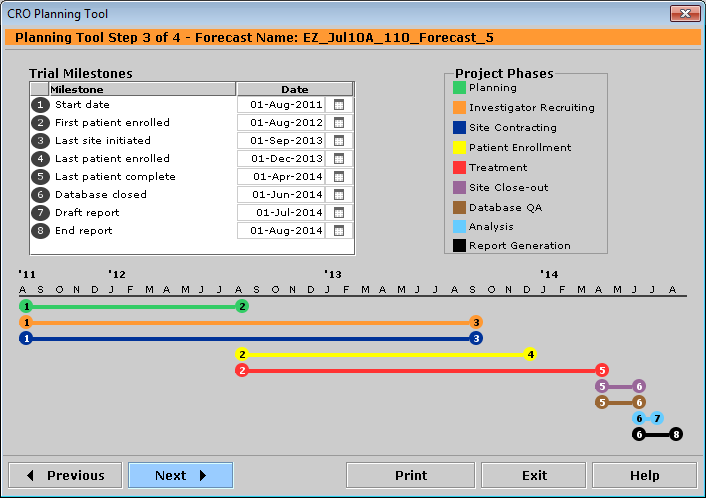 CRO Planning Tool
Planning Tool Step 3 of 4 - Forecast Name: EZ_Jul10A_110_Forecast_5
Trial Milestones
Milestone Date
1 Start date 01-Aug-2011
2 First patient enrolled 01-Aug-2012
3 Last site initiated 01-Sep-2013
4 Last patient enrolled 01-Dec-2013
5 Last patient complete 01-Apr-2014
6 Database closed 01-Jun-2014
7 Draft report 01-Jul-2014
8 End report 01-Aug-2014
Project Phases
Planning
Investigator Recruiting
Site Contracting
Patient Enrollment
Treatment
Site Close-out
Database QA
Analysis
Report Generation
'11 '12 '13 '14
A S O N D J F M A M J J A S O N D J F M A M J J A S O N D J F M A M J J A
1 2
1 3
1 3
2 4
2 5
5 6
5 6
6 7
6 8
Previous Next Print Exit Help